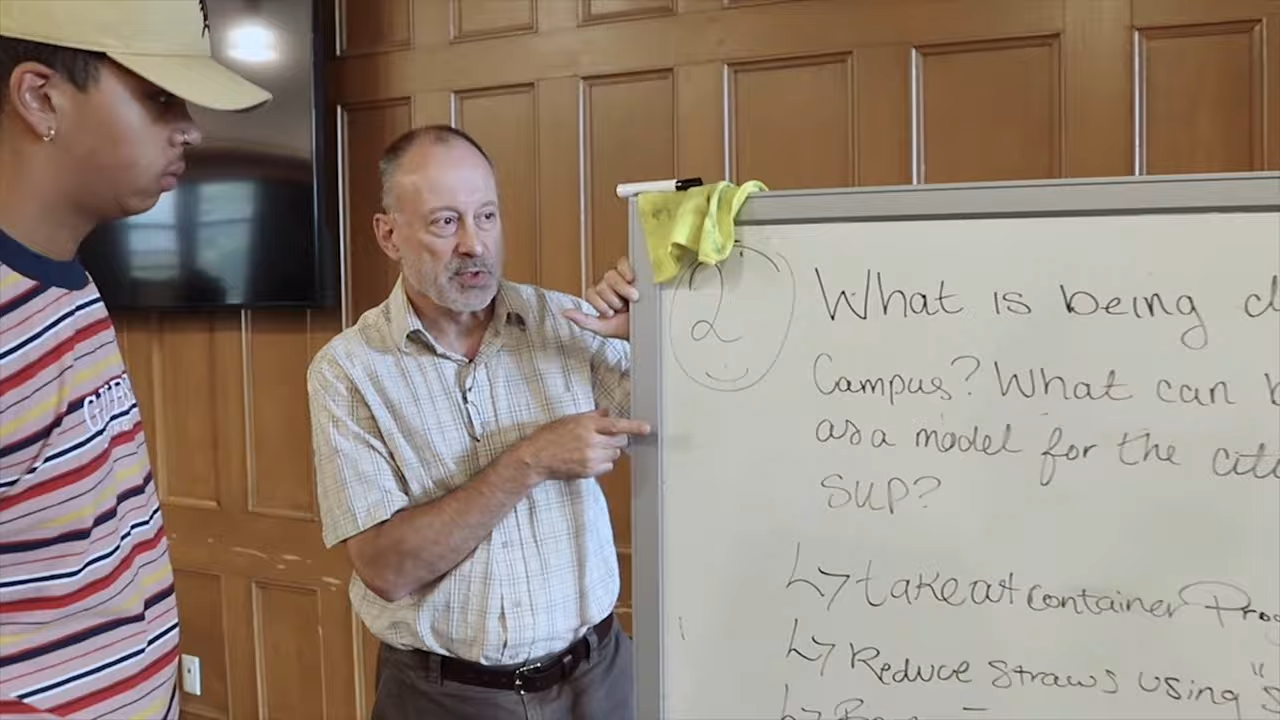 GUESS
2
What is being
Campus? What can
as a model for the
SUP?
↳ takeout container
↳ Reduce straws using "